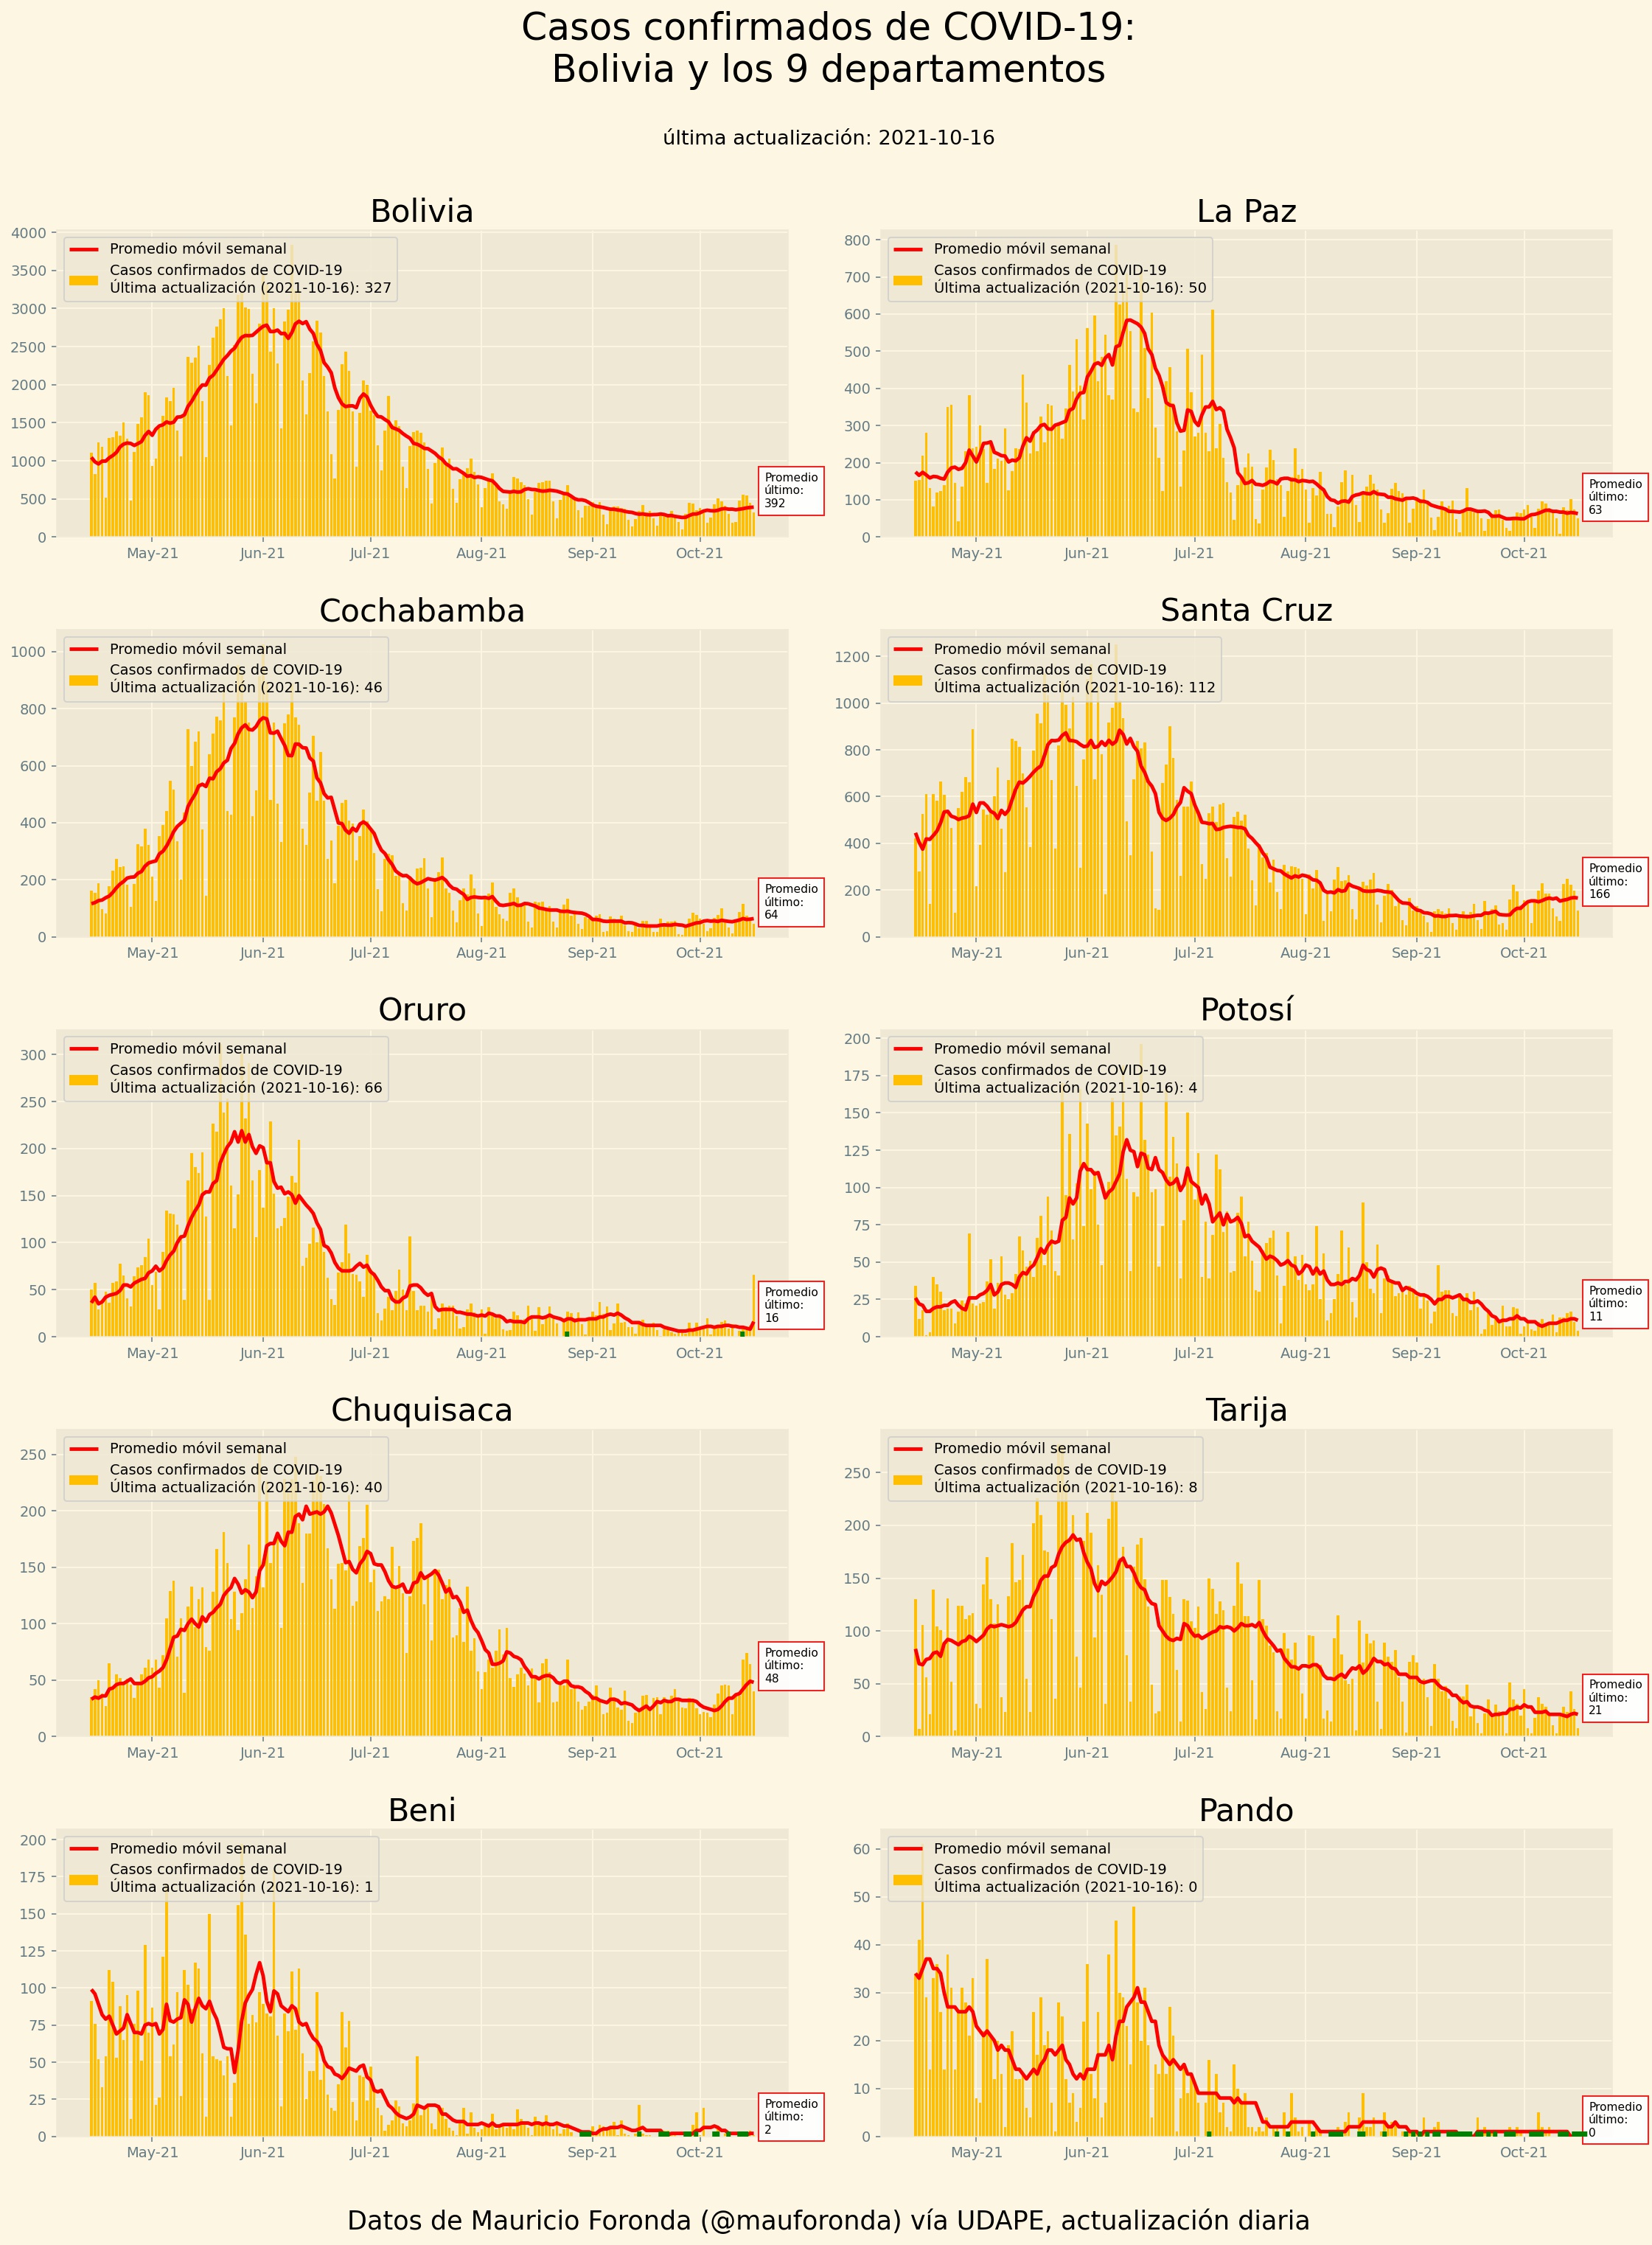 Casos confirmados de COVID-19:
Bolivia y los 9 departamentos
última actualización: 2021-10-16
Bolivia
4000
3500
3000
2500
2000
1500
1000
500
0
Promedio móvil semanal
Casos confirmados de COVID-19
Última actualización (2021-10-16): 327
Promedio
último:
392
May-21 Jun-21 Jul-21 Aug-21 Sep-21 Oct-21
La Paz
800
700
600
500
400
300
200
100
0
Promedio móvil semanal
Casos confirmados de COVID-19
Última actualización (2021-10-16): 50
Promedio
último:
63
May-21 Jun-21 Jul-21 Aug-21 Sep-21 Oct-21
Cochabamba
1000
800
600
400
200
0
Promedio móvil semanal
Casos confirmados de COVID-19
Última actualización (2021-10-16): 46
Promedio
último:
64
May-21 Jun-21 Jul-21 Aug-21 Sep-21 Oct-21
Santa Cruz
1200
1000
800
600
400
200
0
Promedio móvil semanal
Casos confirmados de COVID-19
Última actualización (2021-10-16): 112
Promedio
último:
166
May-21 Jun-21 Jul-21 Aug-21 Sep-21 Oct-21
Oruro
300
250
200
150
100
50
0
Promedio móvil semanal
Casos confirmados de COVID-19
Última actualización (2021-10-16): 66
Promedio
último:
16
May-21 Jun-21 Jul-21 Aug-21 Sep-21 Oct-21
Potosí
200
175
150
125
100
75
50
25
0
Promedio móvil semanal
Casos confirmados de COVID-19
Última actualización (2021-10-16): 4
Promedio
último:
11
May-21 Jun-21 Jul-21 Aug-21 Sep-21 Oct-21
Chuquisaca
250
200
150
100
50
0
Promedio móvil semanal
Casos confirmados de COVID-19
Última actualización (2021-10-16): 40
Promedio
último:
48
May-21 Jun-21 Jul-21 Aug-21 Sep-21 Oct-21
Tarija
250
200
150
100
50
0
Promedio móvil semanal
Casos confirmados de COVID-19
Última actualización (2021-10-16): 8
Promedio
último:
21
May-21 Jun-21 Jul-21 Aug-21 Sep-21 Oct-21
Beni
200
175
150
125
100
75
50
25
0
Promedio móvil semanal
Casos confirmados de COVID-19
Última actualización (2021-10-16): 1
Promedio
último:
2
May-21 Jun-21 Jul-21 Aug-21 Sep-21 Oct-21
Pando
60
50
40
30
20
10
0
Promedio móvil semanal
Casos confirmados de COVID-19
Última actualización (2021-10-16): 0
Promedio
último:
0
May-21 Jun-21 Jul-21 Aug-21 Sep-21 Oct-21
Datos de Mauricio Foronda (@mauforonda) vía UDAPE, actualización diaria